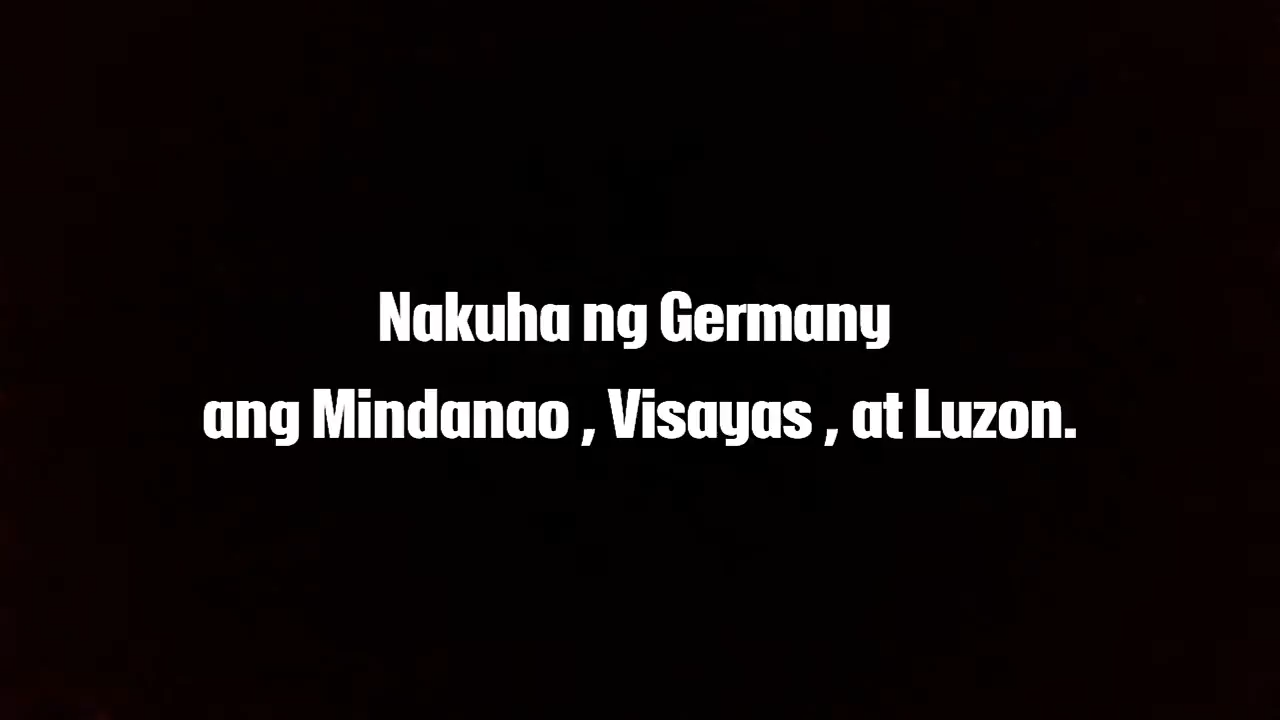 Nakuha ng Germany
ang Mindanao , Visayas , at Luzon.